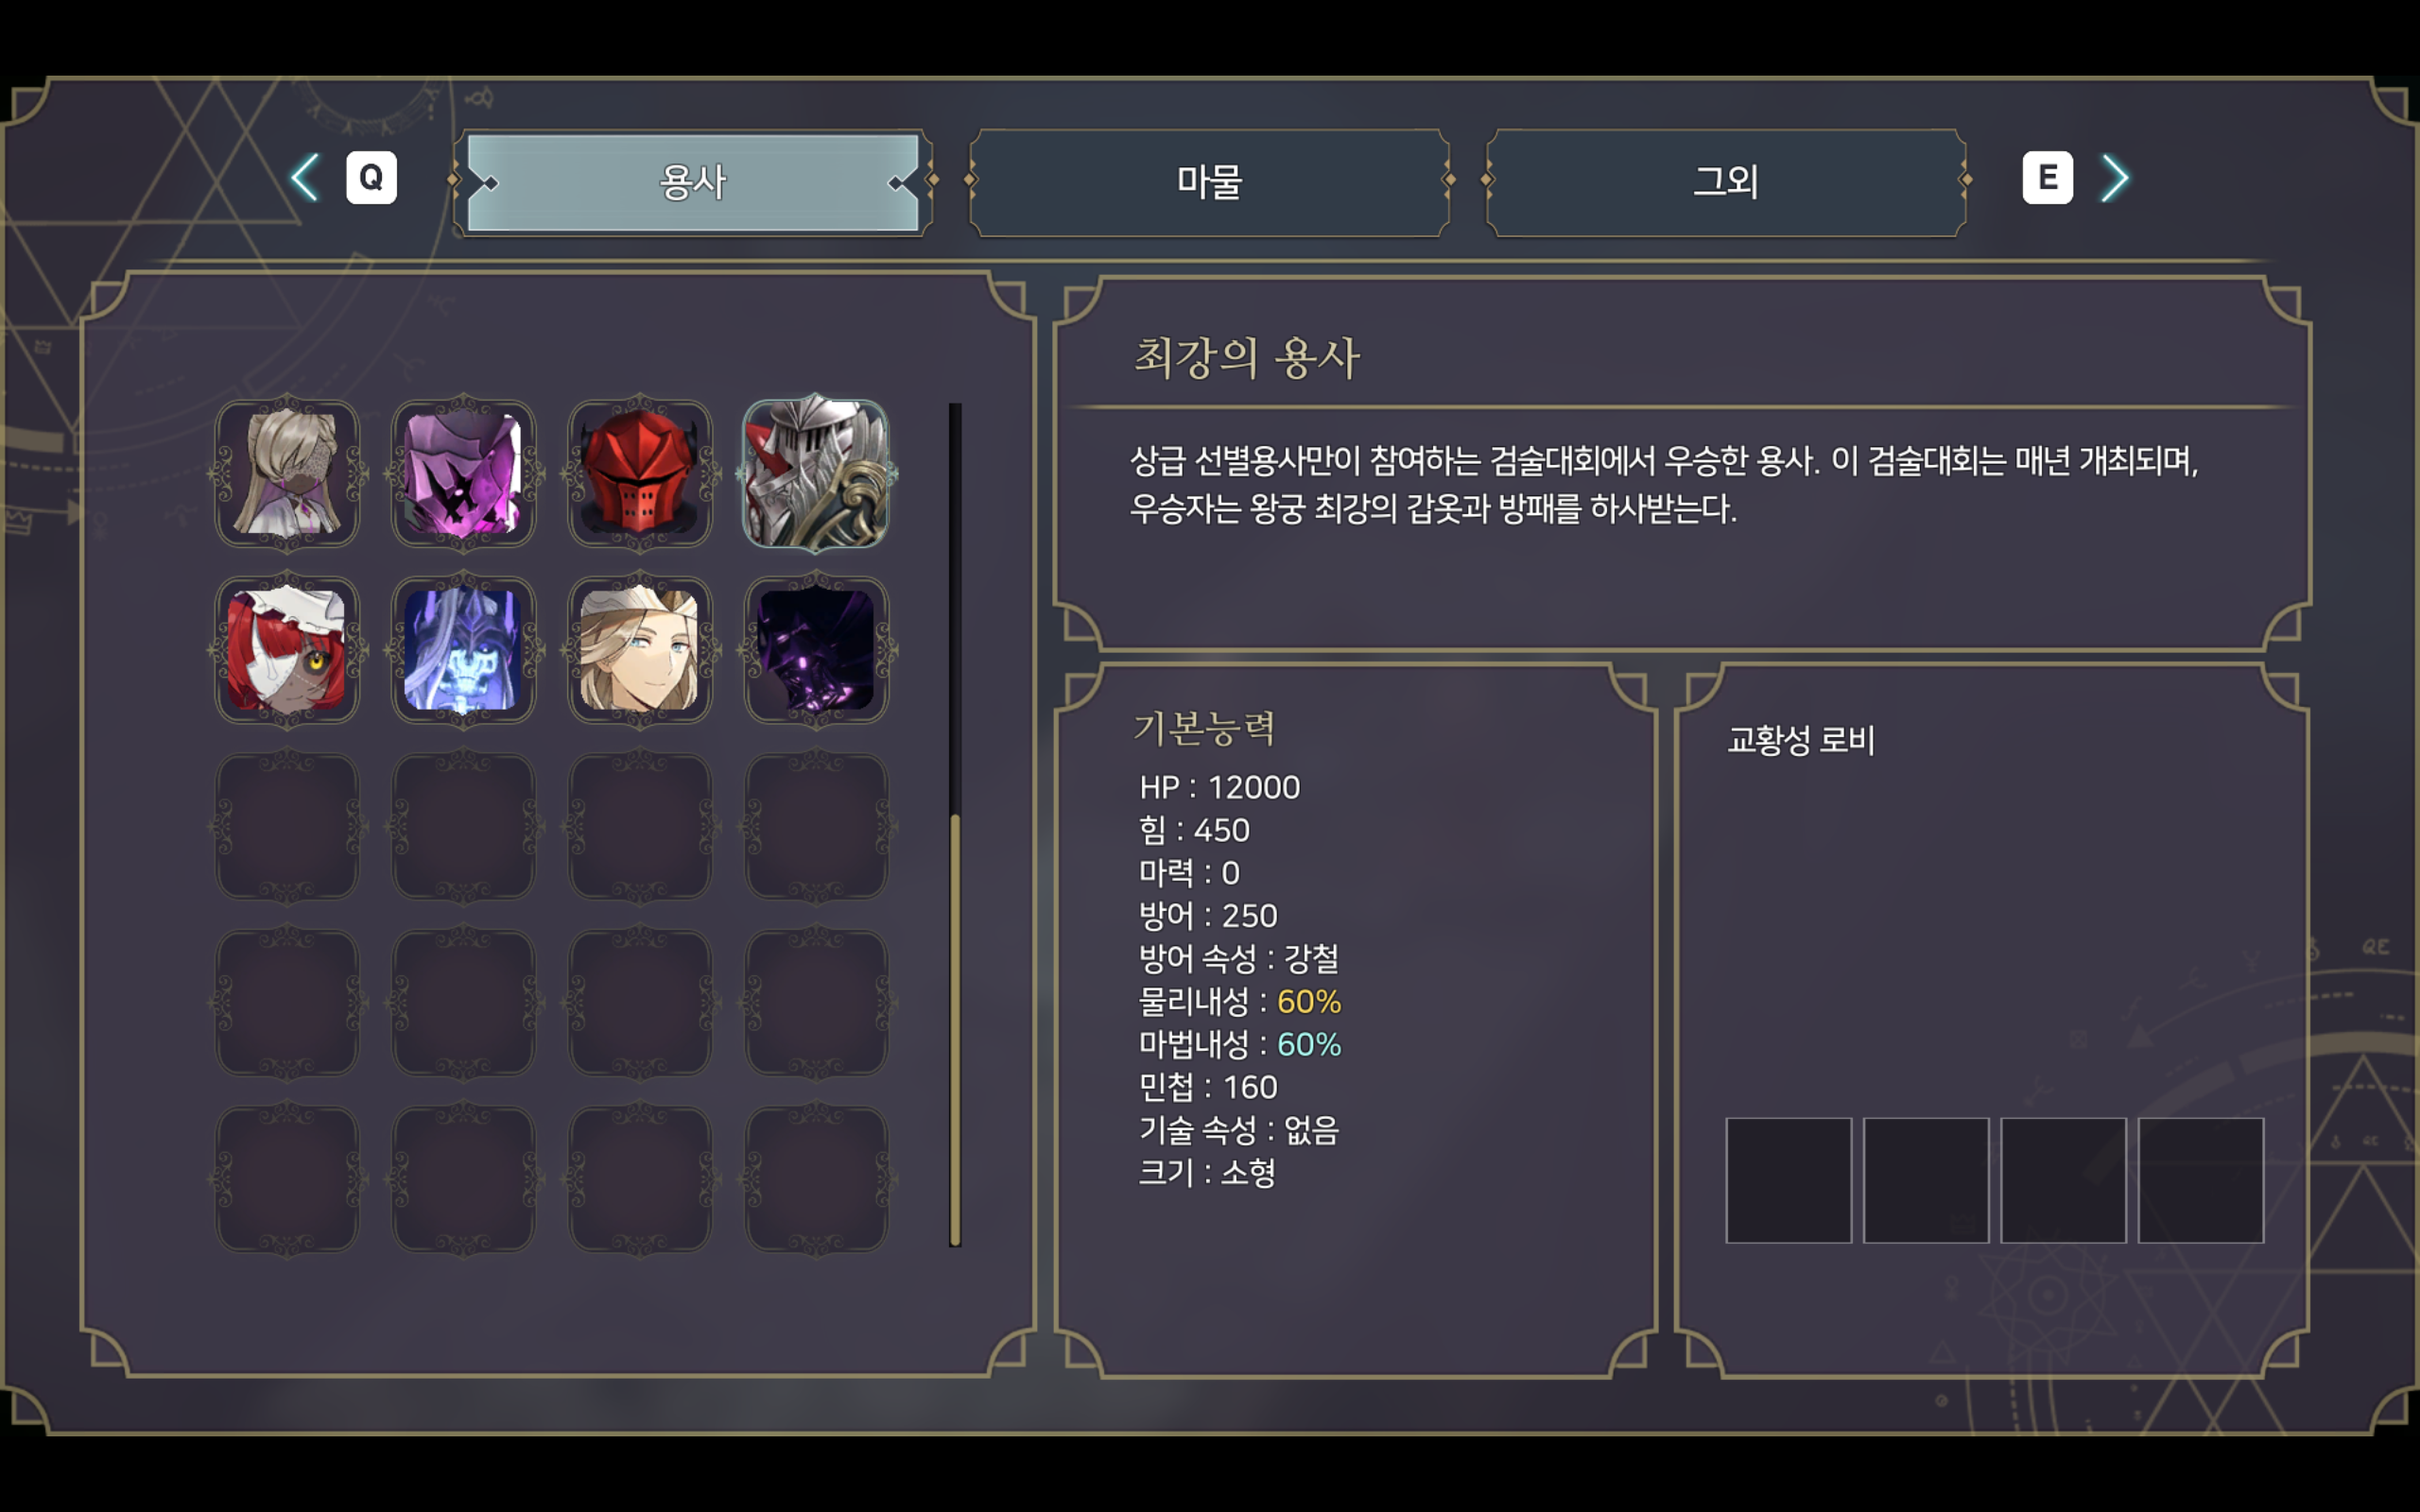 Q
용사
마물
그외
E
최강의 용사
상급 선별용사만이 참여하는 검술대회에서 우승한 용사. 이 검술대회는 매년 개최되며,
우승자는 왕궁 최강의 갑옷과 방패를 하사받는다.
기본능력
HP : 12000
힘 : 450
마력 : 0
방어 : 250
방어 속성 : 강철
물리내성 : 60%
마법내성 : 60%
민첩 : 160
기술 속성 : 없음
크기 : 소형
교황성 로비